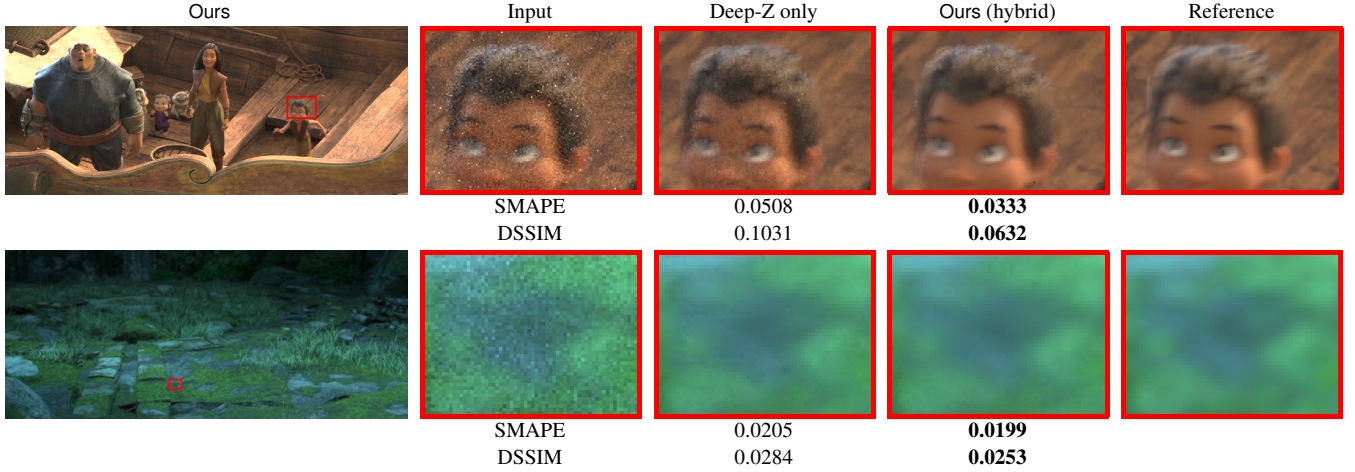 Ours Input Deep-Z only Ours (hybrid) Reference
SMAPE 0.0508 0.0333
DSSIM 0.1031 0.0632
SMAPE 0.0205 0.0199
DSSIM 0.0284 0.0253